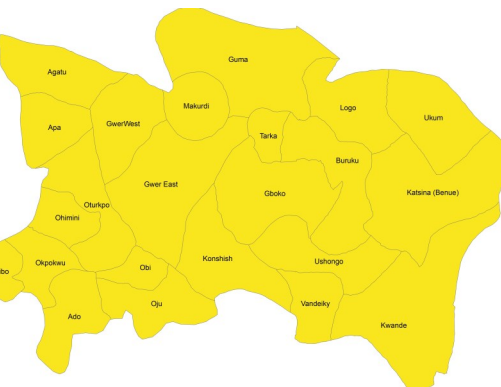 Guma
Agatu
Makurdi
Logo
Ukum
Apa
GwerWest
Tarka
Buruku
Gwer East
Gboko
Katsina (Benue)
Oturkpo
Ohimini
Okpokwu
Obi
Konshish
Ushongo
bo
Oju
Vandeiky
Ado
Kwande